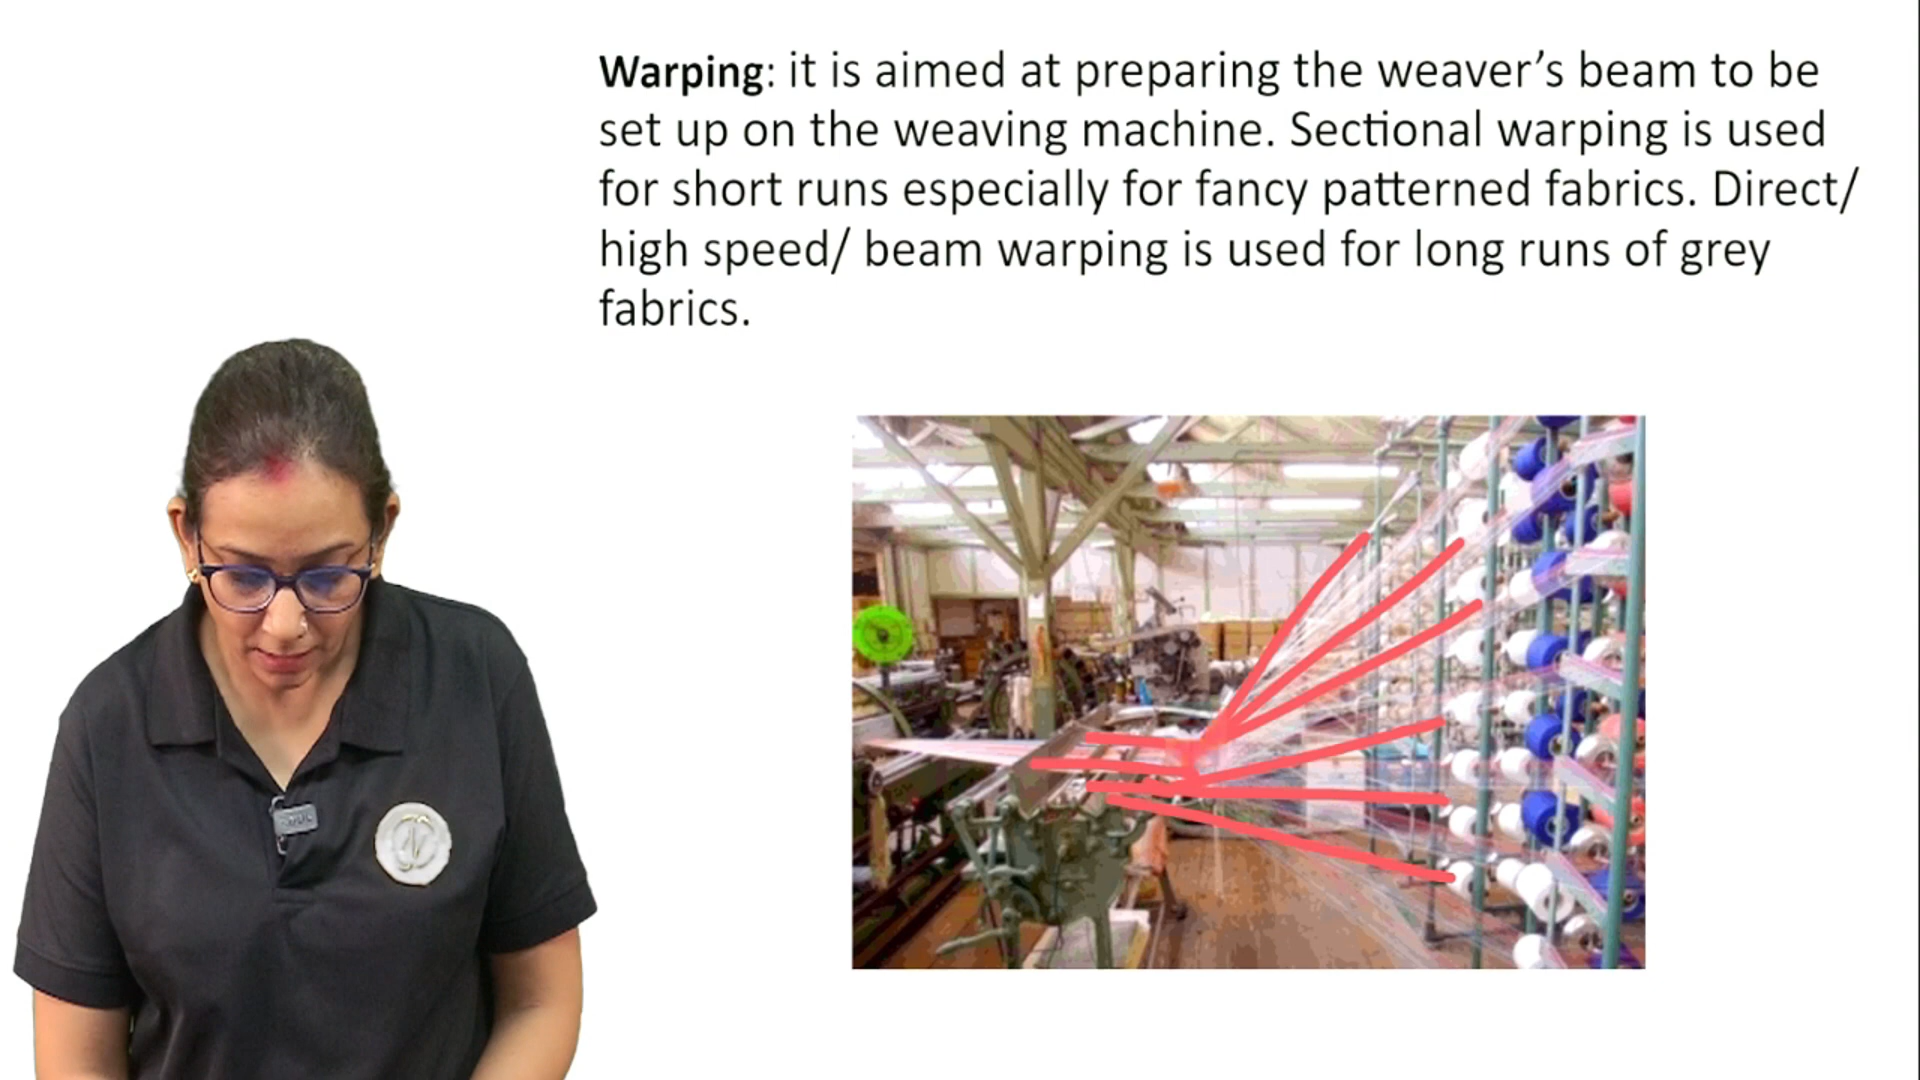 Warping: it is aimed at preparing the weaver’s beam to be
set up on the weaving machine. Sectional warping is used
for short runs especially for fancy patterned fabrics. Direct/
high speed/ beam warping is used for long runs of grey
fabrics.